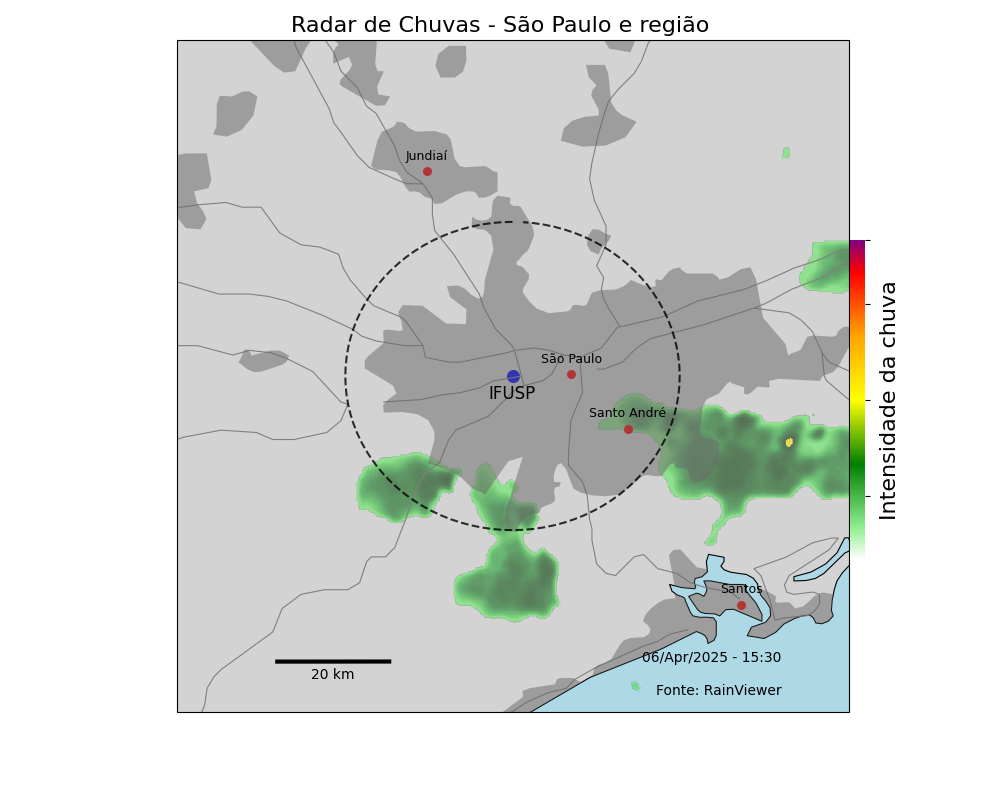 Radar de Chuvas - São Paulo e região
Jundiaí
São Paulo
IFUSP
Santo André
Intensidade da chuva
Santos
06/Apr/2025 - 15:30
20 km
Fonte: RainViewer